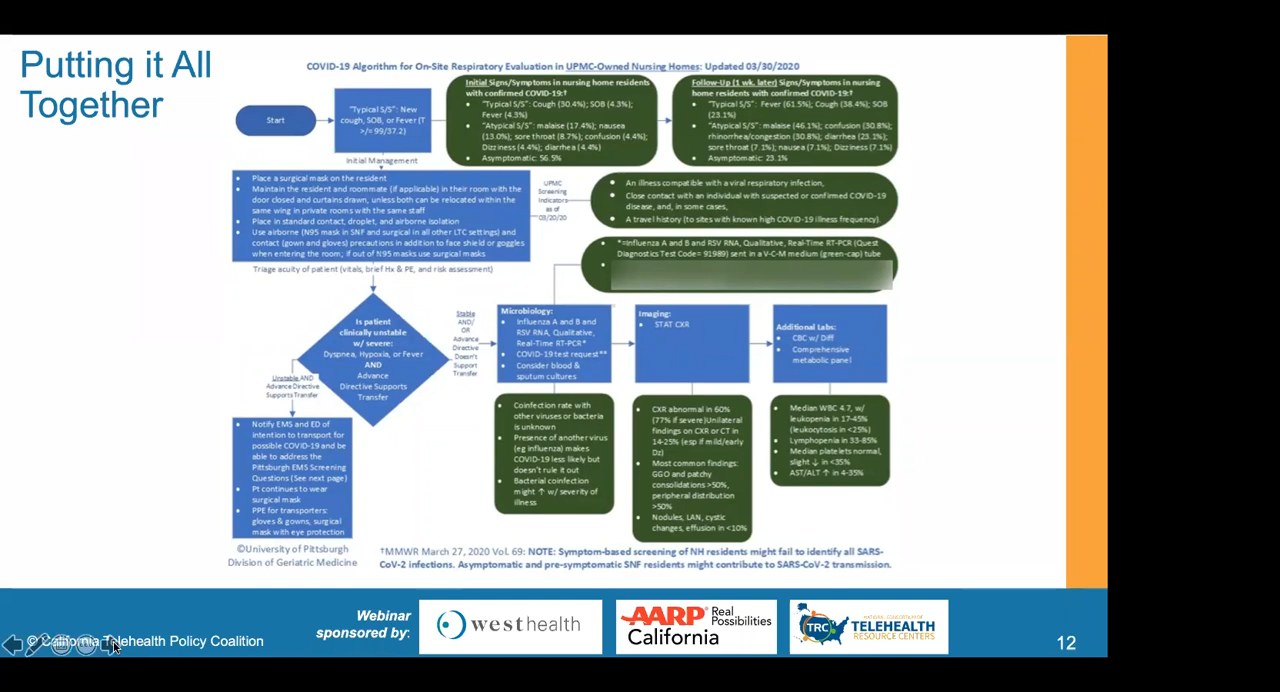 Putting it All
Together
COVID-19 Algorithm for On-Site Respiratory Evaluation in UPMC-Owned Nursing Homes: Updated 03/30/2020
Start
"Typical S/S": New
cough, SOB, or Fever (T
>/= 99/37.2)
Initial Signs/Symptoms in nursing home residents
with confirmed COVID-19:†
• "Typical S/S": Cough (30.4%); SOB (4.3%);
Fever (4.3%)
• "Atypical S/S": malaise (17.4%); nausea
(13.0%); sore throat (8.7%); confusion (4.4%);
Dizziness (4.4%); diarrhea (4.4%)
• Asymptomatic: 56.5%
Follow-Up (1 wk. later) Signs/Symptoms in nursing
home residents with confirmed COVID-19:†
• "Typical S/S": Fever (61.5%); Cough (38.4%); SOB
(23.1%)
• "Atypical S/S": malaise (46.1%); confusion (30.8%);
rhinorrhea/congestion (30.8%); diarrhea (23.1%);
sore throat (7.1%); nausea (7.1%); Dizziness (7.1%)
• Asymptomatic: 23.1%
Initial Management
• Place a surgical mask on the resident
• Maintain the resident and roommate (if applicable) in their room with the
door closed and curtains drawn, unless both can be relocated within the
same wing in private rooms with the same staff
• Place in standard contact, droplet, and airborne isolation
• Use airborne (N95 mask in SNF and surgical in all other LTC settings) and
contact (gown and gloves) precautions in addition to face shield or goggles
when entering the room; if out of N95 masks use surgical masks
UPMC
Screening
Indicators
as of
03/20/20
• An illness compatible with a viral respiratory infection,
• Close contact with an individual with suspected or confirmed COVID-19
disease, and, in some cases,
• A travel history (to sites with known high COVID-19 illness frequency).
• *=Influenza A and B and RSV RNA, Qualitative, Real-Time RT-PCR (Quest
Diagnostics Test Code= 91989) sent in a V-C-M medium (green-cap) tube
Triage acuity of patient (vitals, brief Hx & PE, and risk assessment)
Is patient
clinically unstable
w/ severe:
Dyspnea, Hypoxia, or Fever
AND
Advance
Directive Supports
Transfer
Stable
AND/
OR
Advance
Directive
Doesn't
Support
Transfer
Microbiology:
• Influenza A and B and
RSV RNA, Qualitative,
Real-Time RT-PCR*
• COVID-19 test request**
• Consider blood &
sputum cultures
Imaging:
• STAT CXR
Additional Labs:
• CBC w/ Diff
• Comprehensive
metabolic panel
Unstable AND
Advance Directive
Supports Transfer
• Notify EMS and ED of
intention to transport for
possible COVID-19 and be
able to address the
Pittsburgh EMS Screening
Questions (See next page)
• Pt continues to wear
surgical mask
• PPE for transporters:
gloves & gowns, surgical
mask with eye protection
• Coinfection rate with
other viruses or bacteria
is unknown
• Presence of another virus
(eg influenza) makes
COVID-19 less likely but
doesn't rule it out
• Bacterial coinfection
might ↑ w/ severity of
illness
• CXR abnormal in 60%
(77% if severe)Unilateral
findings on CXR or CT in
14-25% (esp if mild/early
Dz)
• Most common findings:
GGO and patchy
consolidations >50%,
peripheral distribution
>50%
• Nodules, LAN, cystic
changes, effusion in <10%
• Median WBC 4.7, w/
leukopenia in 17-45%
(leukocytosis in <25%)
• Lymphopenia in 33-85%
• Median platelets normal,
slight ↓ in <35%
• AST/ALT ↑ in 4-35%
©University of Pittsburgh
Division of Geriatric Medicine
†MMWR March 27, 2020 Vol. 69: NOTE: Symptom-based screening of NH residents might fail to identify all SARS-
CoV-2 infections. Asymptomatic and pre-symptomatic SNF residents might contribute to SARS-CoV-2 transmission.
© California Telehealth Policy Coalition
Webinar
sponsored by:
westhealth
AARP Real Possibilities
California
TRC
NATIONAL CONSORTIUM OF
TELEHEALTH
RESOURCE CENTERS
12